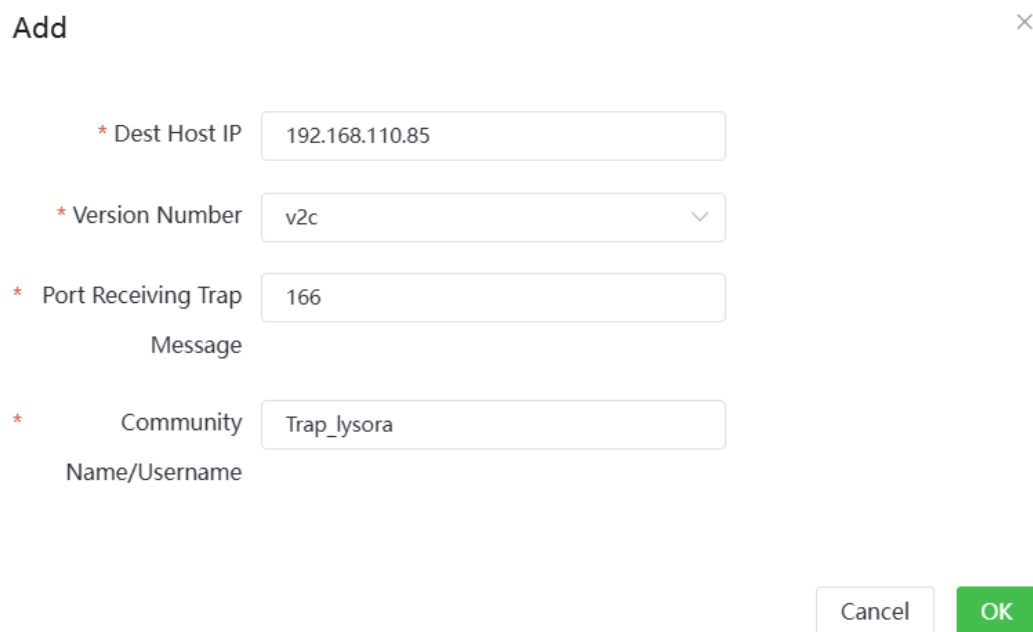 Add
* Dest Host IP 192.168.110.85
* Version Number v2c
* Port Receiving Trap 166
Message
* Community Trap_lysora
Name/Username
Cancel OK